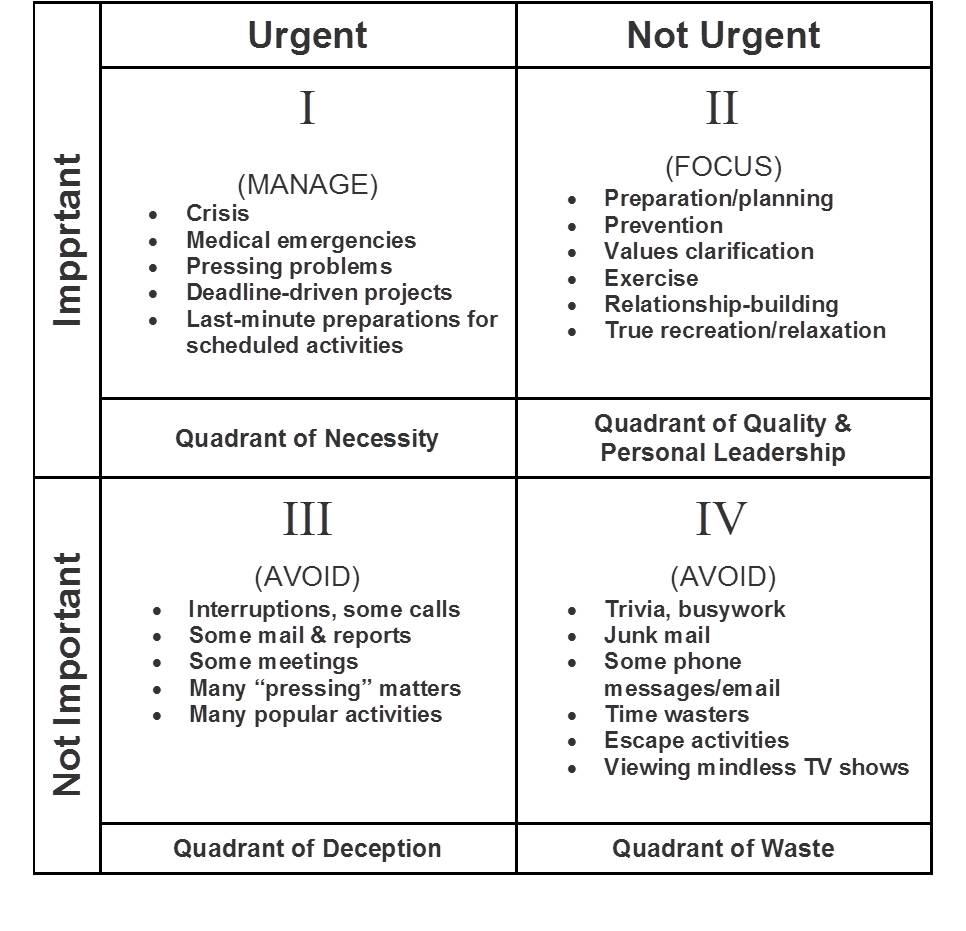 Urgent
Not Urgent
Impprtant
I
(MANAGE)
• Crisis
• Medical emergencies
• Pressing problems
• Deadline-driven projects
• Last-minute preparations for
scheduled activities
II
(FOCUS)
• Preparation/planning
• Prevention
• Values clarification
• Exercise
• Relationship-building
• True recreation/relaxation
Quadrant of Necessity
Quadrant of Quality &
Personal Leadership
Not Important
III
(AVOID)
• Interruptions, some calls
• Some mail & reports
• Some meetings
• Many “pressing” matters
• Many popular activities
IV
(AVOID)
• Trivia, busywork
• Junk mail
• Some phone
messages/email
• Time wasters
• Escape activities
• Viewing mindless TV shows
Quadrant of Deception
Quadrant of Waste